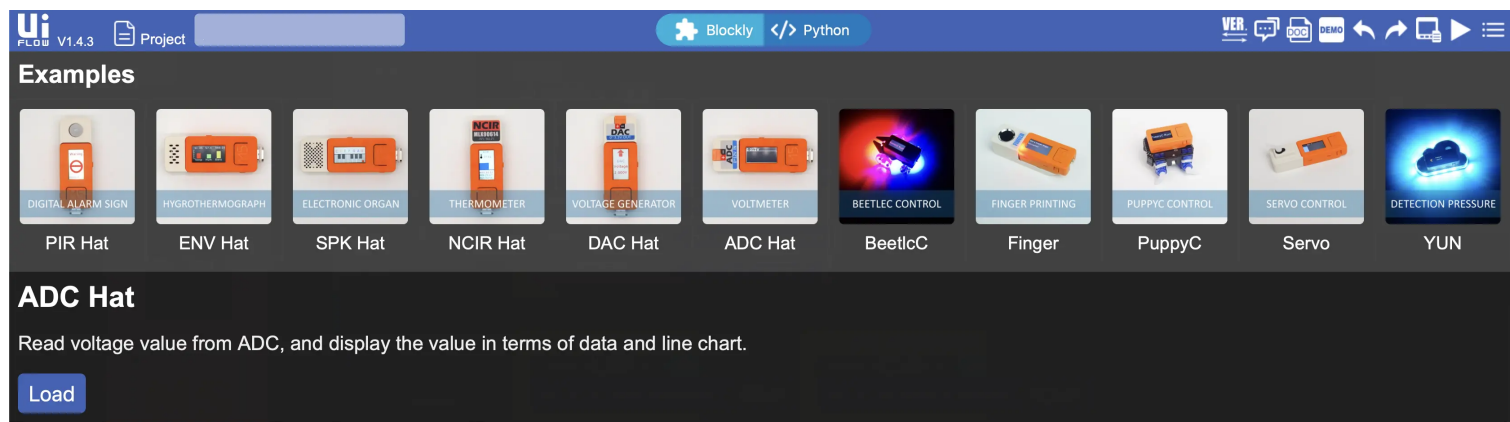 Ui
FLOW V1.4.3 Project Blockly </> Python VER. DOC DEMO
Examples
NCIR
DAC
ADC
DIGITAL ALARM SIGN HYGROTHERMOGRAPH ELECTRONIC ORGAN THERMOMETER VOLTAGE GENERATOR VOLTMETER BEETLEC CONTROL FINGER PRINTING PUPPYC CONTROL SERVO CONTROL DETECTION PRESSURE
PIR Hat ENV Hat SPK Hat NCIR Hat DAC Hat ADC Hat BeetlcC Finger PuppyC Servo YUN
ADC Hat
Read voltage value from ADC, and display the value in terms of data and line chart.
Load